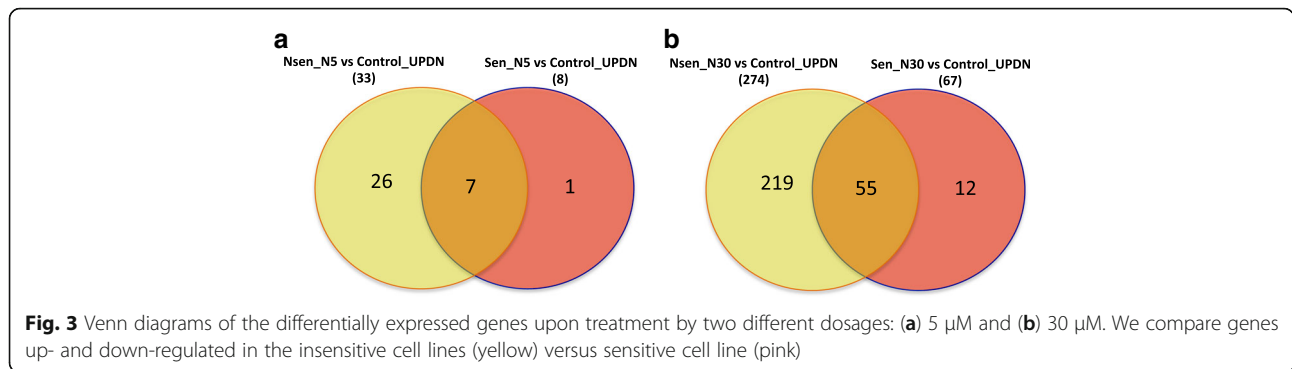 a
Nsen_N5 vs Control_UPDN
(33)
Sen_N5 vs Control_UPDN
(8)
26
7
1
b
Nsen_N30 vs Control_UPDN
(274)
Sen_N30 vs Control_UPDN
(67)
219
55
12
Fig. 3 Venn diagrams of the differentially expressed genes upon treatment by two different dosages: (a) 5 μM and (b) 30 μM. We compare genes
up- and down-regulated in the insensitive cell lines (yellow) versus sensitive cell line (pink)